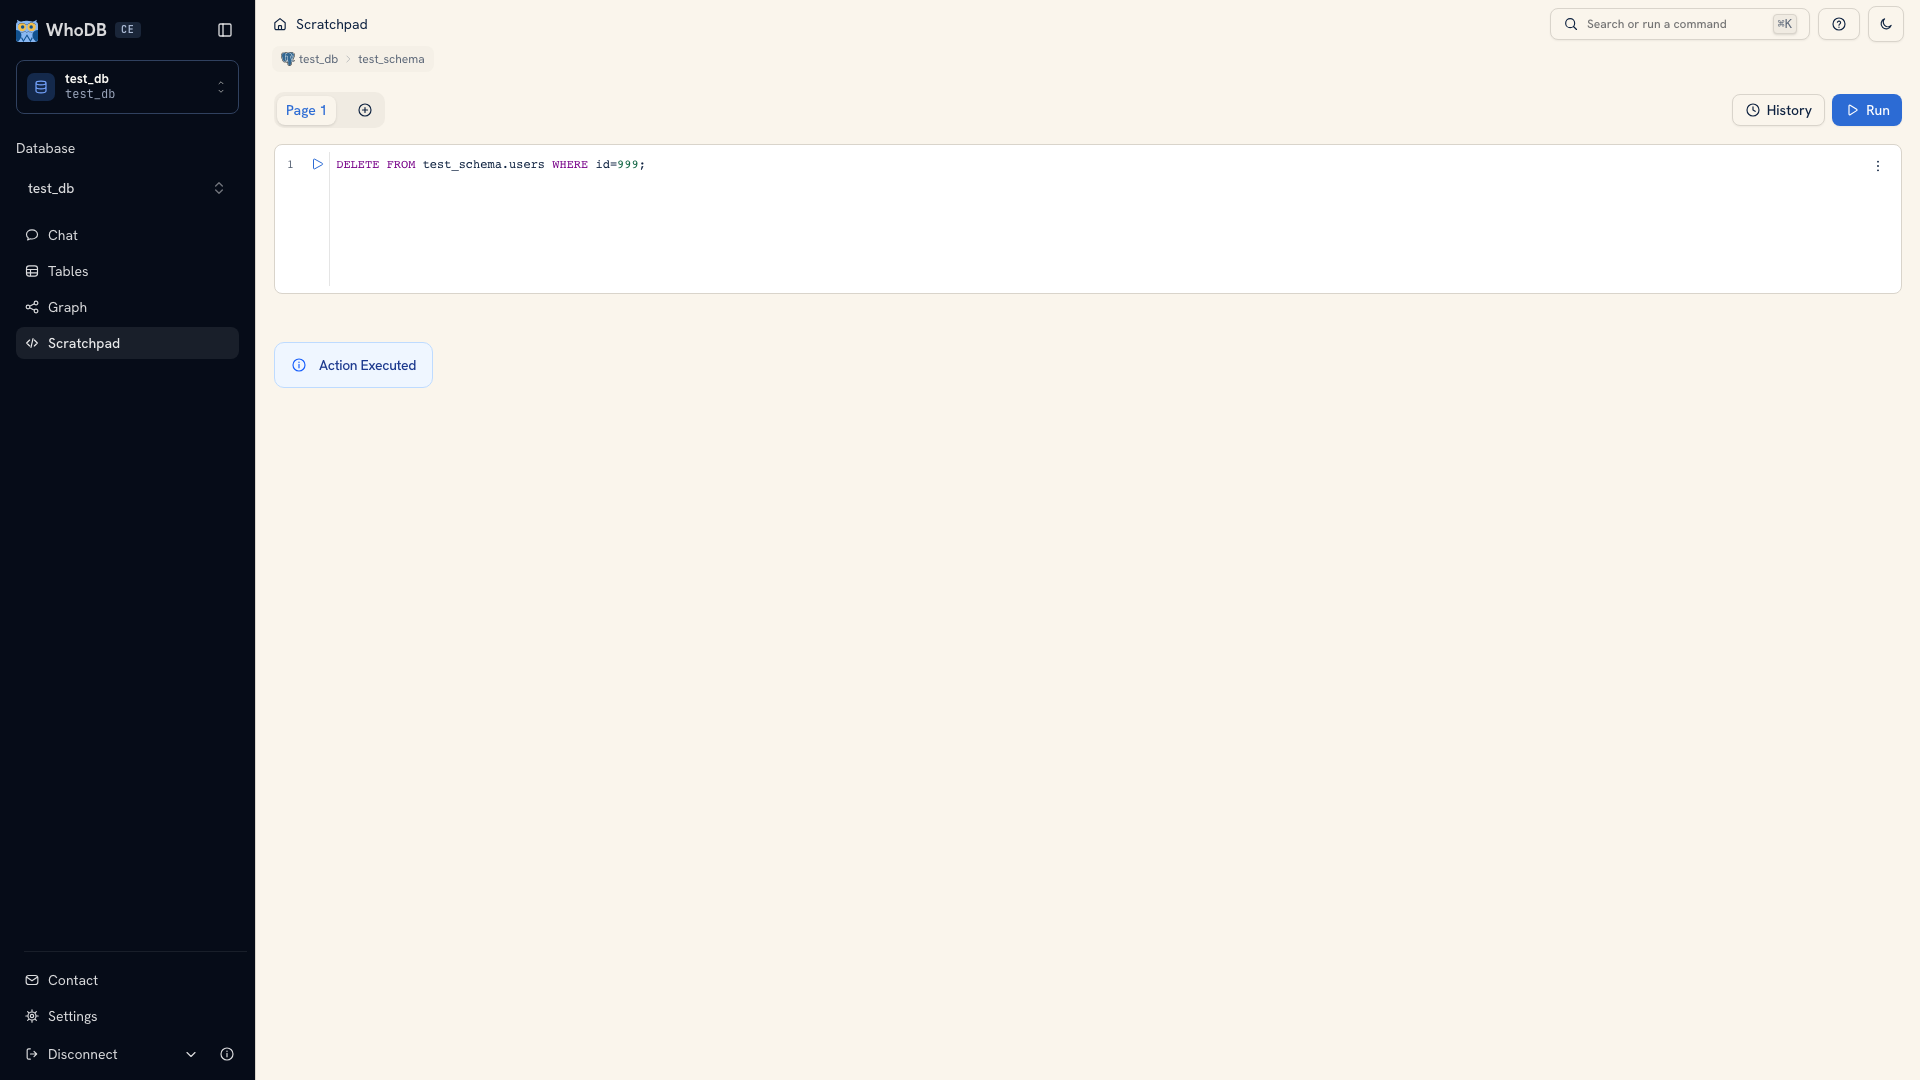 WhoDB CE
test_db
test_db
Database
test_db
Chat
Tables
Graph
Scratchpad
Contact
Settings
Disconnect
Scratchpad
Search or run a command ⌘K
test_db > test_schema
Page 1
History
Run
1 DELETE FROM test_schema.users WHERE id=999;
Action Executed